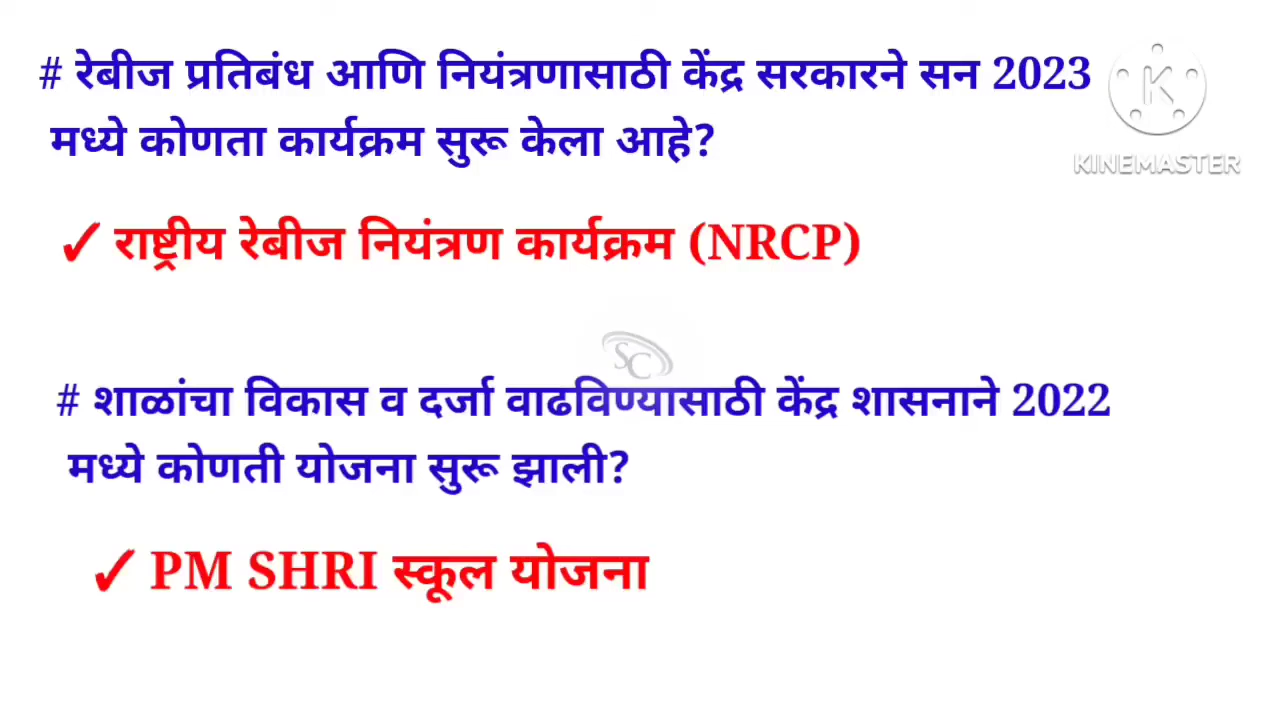 # रेबीज प्रतिबंध आणि नियंत्रणासाठी केंद्र सरकारने सन 2023
मध्ये कोणता कार्यक्रम सुरू केला आहे?
K
KINEMASTER
✓ राष्ट्रीय रेबीज नियंत्रण कार्यक्रम (NRCP)
SC
# शाळांचा विकास व दर्जा वाढविण्यासाठी केंद्र शासनाने 2022
मध्ये कोणती योजना सुरू झाली?
✓ PM SHRI स्कूल योजना